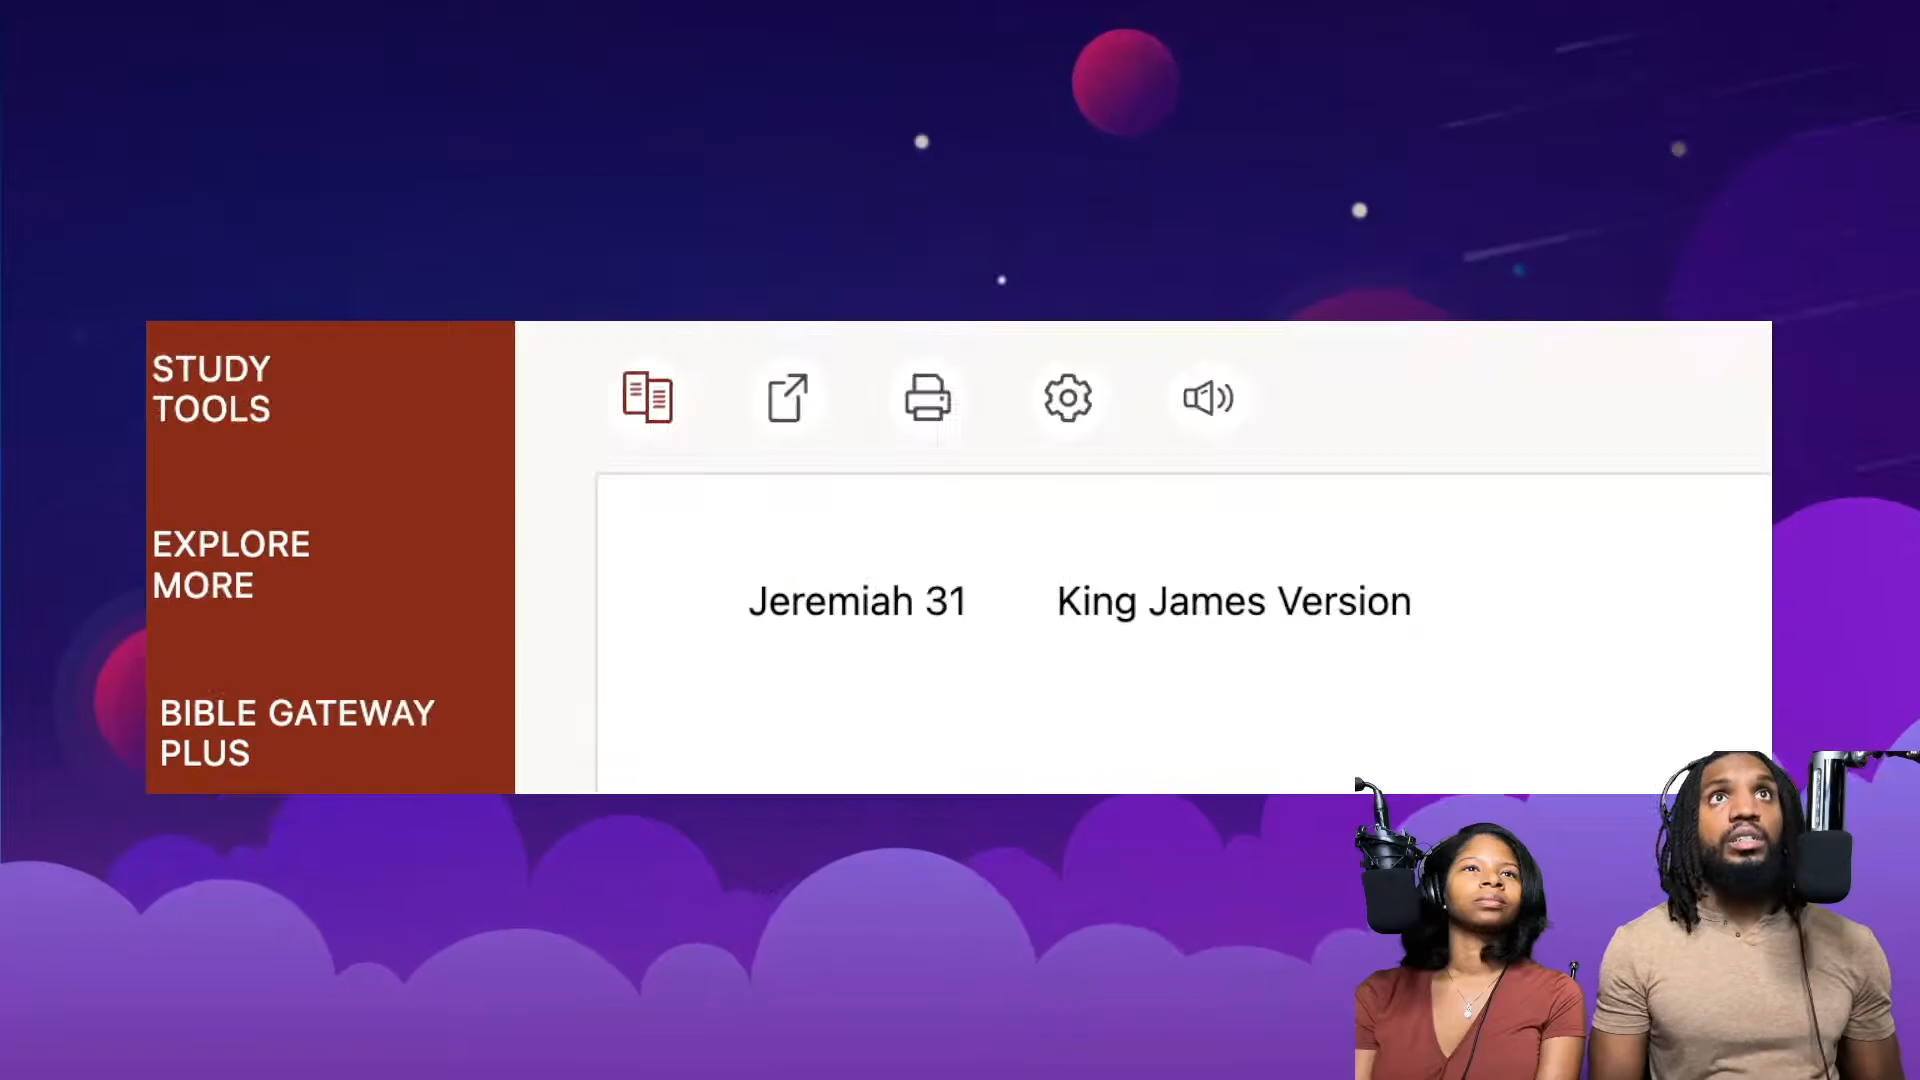 STUDY
TOOLS
EXPLORE
MORE
BIBLE GATEWAY
PLUS
Jeremiah 31 King James Version